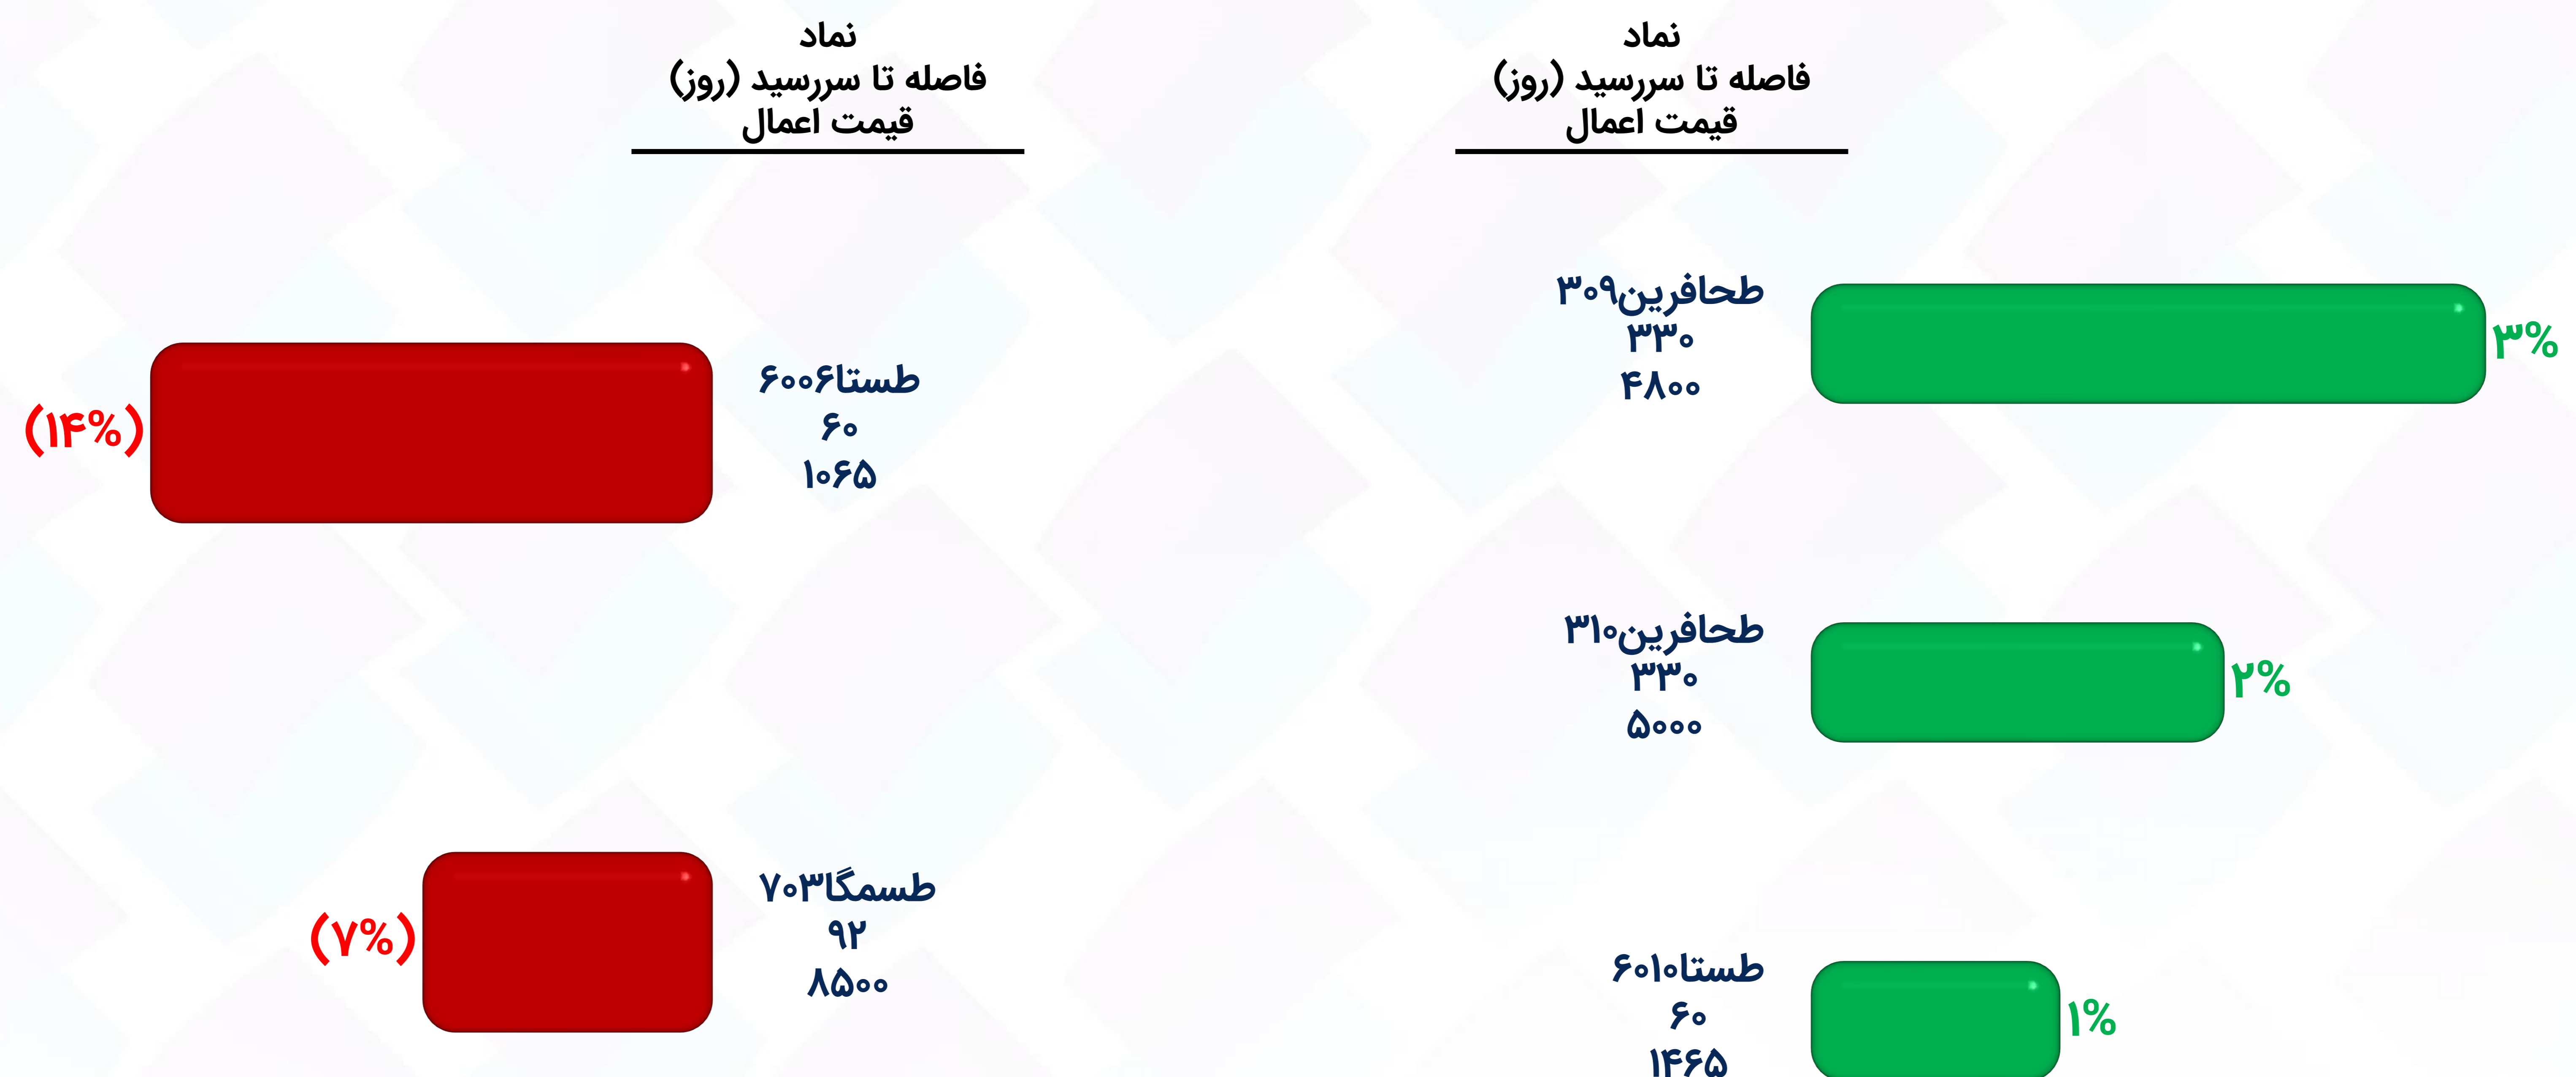 نماد
فاصله تا سررسید (روز)
قیمت اعمال
طحافرین۳۰۹
۳۳۰
۴۸۰۰
۳%
طحافرین۳۱۰
۳۳۰
۵۰۰۰
۲%
طستا۶۰۱۰
۶۰
۱۴۶۵
۱%
نماد
فاصله تا سررسید (روز)
قیمت اعمال
طستا۶۰۰۶
۶۰
۱۰۶۵
(۱۴%)
طسمگا۷۰۳
۹۲
۸۵۰۰
(۷%)